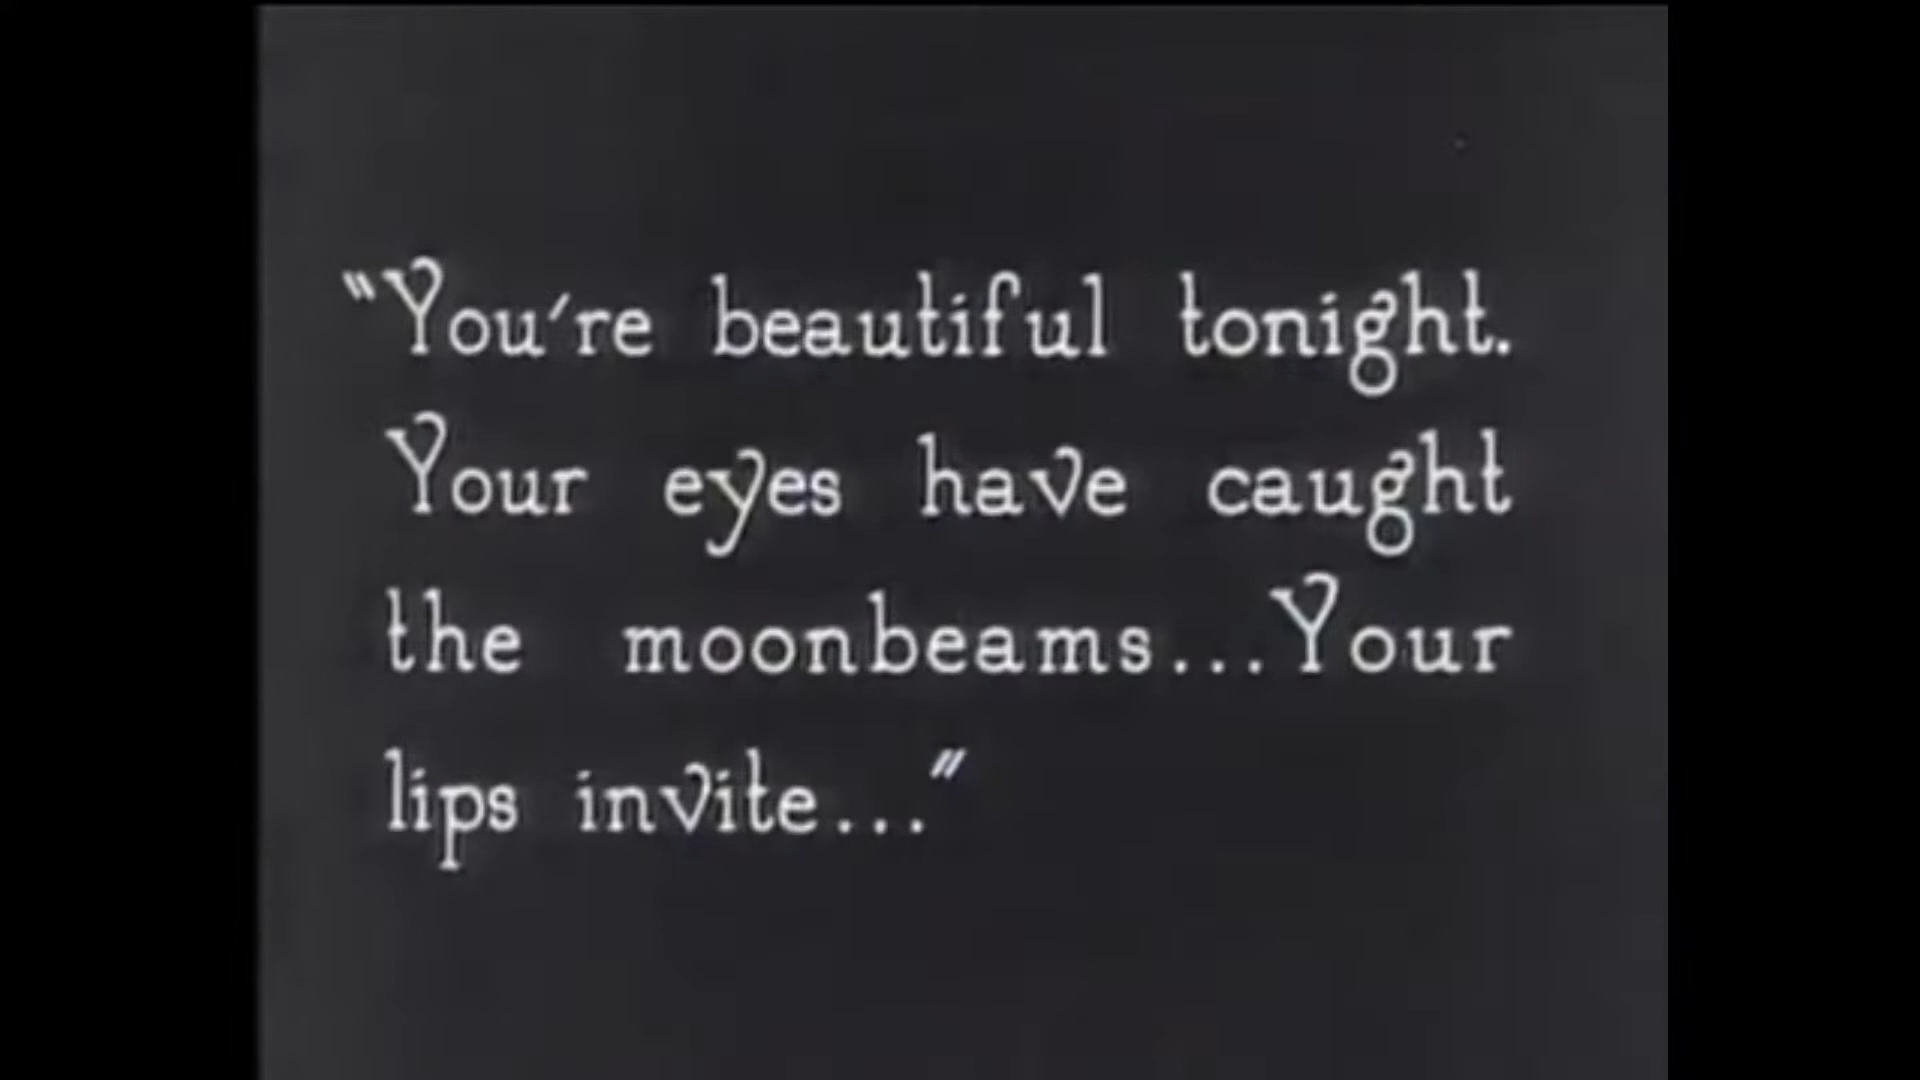 "You're beautiful tonight.
Your eyes have caught
the moonbeams...Your
lips invite..."